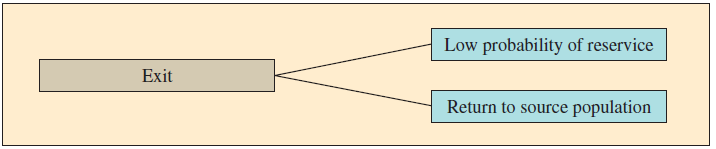 Low probability of reservice
Exit
Return to source population